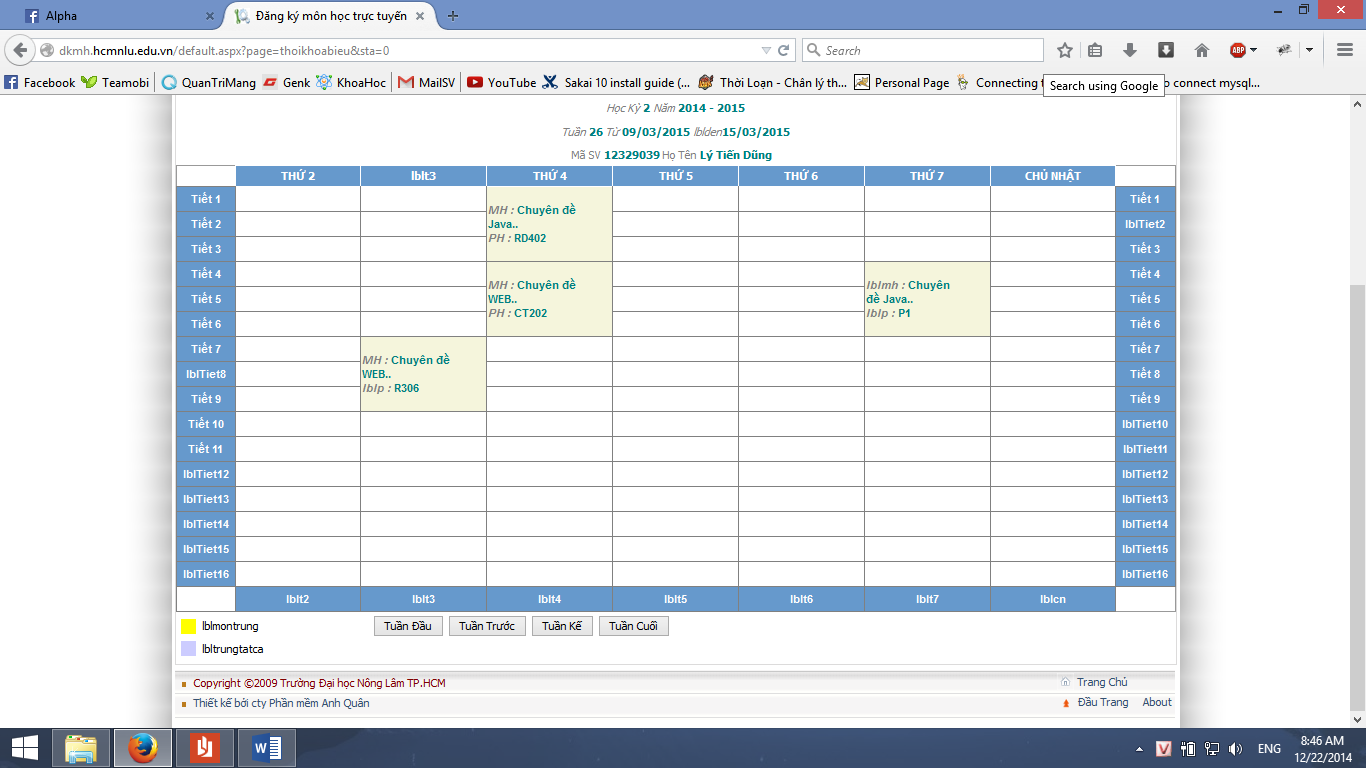 Alpha
Đăng ký môn học trực tuyến
dkmh.hcmnlu.edu.vn/default.aspx?page=thoikhoabieu&sta=0
Search
ABP
Facebook Teamobi QuanTriMang Genk KhoaHoc MailSV YouTube Sakai 10 install guide (... Thời Loạn - Chân lý th... Personal Page Connecting t
o connect mysql...
Search using Google
Học Kỳ 2 Năm 2014 - 2015
Tuần 26 Từ 09/03/2015 lblden15/03/2015
Mã SV 12329039 Họ Tên Lý Tiến Dũng
THỨ 2 lblt3 THỨ 4 THỨ 5 THỨ 6 THỨ 7 CHỦ NHẬT
Tiết 1 Tiết 1
MH : Chuyên đề
Tiết 2 Java.. lblTiet2
PH : RD402
Tiết 3 Tiết 3
Tiết 4 Tiết 4
MH : Chuyên đề lblmh : Chuyên
Tiết 5 WEB.. đề Java.. Tiết 5
PH : CT202 lblp : P1
Tiết 6 Tiết 6
Tiết 7 Tiết 7
MH : Chuyên đề
lblTiet8 WEB.. Tiết 8
lblp : R306
Tiết 9 Tiết 9
Tiết 10 lblTiet10
Tiết 11 lblTiet11
lblTiet12 lblTiet12
lblTiet13 lblTiet13
lblTiet14 lblTiet14
lblTiet15 lblTiet15
lblTiet16 lblTiet16
lblt2 lblt3 lblt4 lblt5 lblt6 lblt7 lblcn
lblmontrung Tuần Đầu Tuần Trước Tuần Kế Tuần Cuối
lbltrungtatca
Copyright ©2009 Trường Đại học Nông Lâm TP.HCM Trang Chủ
Thiết kế bởi cty Phần mềm Anh Quân Đầu Trang About
ENG 8:46 AM
12/22/2014